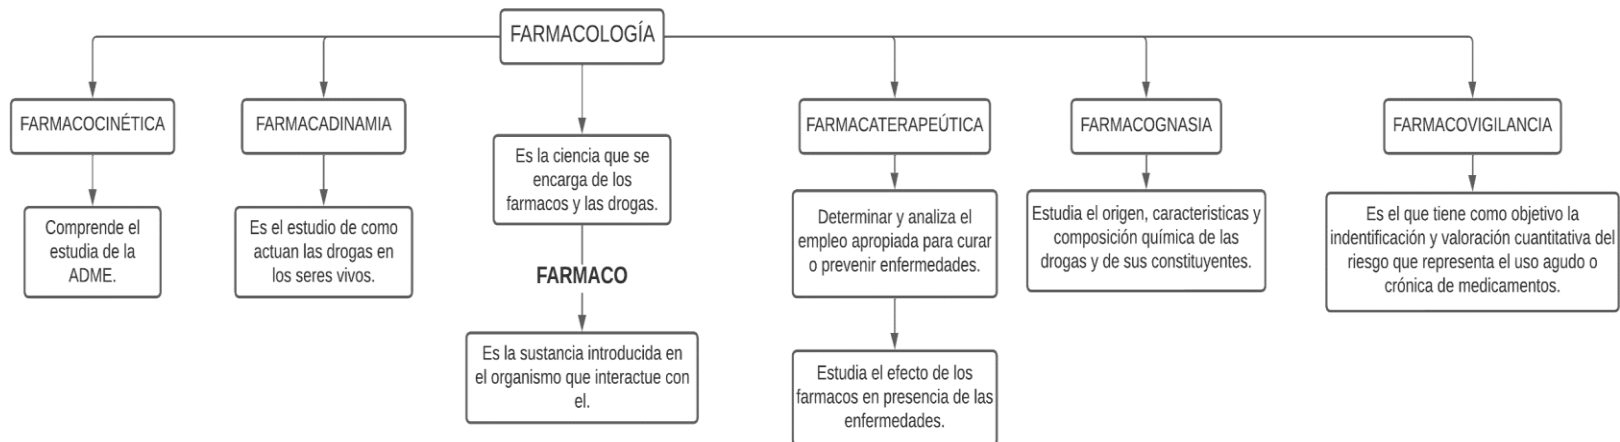 FARMACOLOGÍA
FARMACOCINÉTICA
Comprende el
estudia de la
ADME.
FARMACADINAMIA
Es el estudio de como
actuan las drogas en
los seres vivos.
Es la ciencia que se
encarga de los
farmacos y las drogas.
FARMACO
Es la sustancia introducida en
el organismo que interactue con
el.
FARMACATERAPEÚTICA
Determinar y analiza el
empleo apropiada para curar
o prevenir enfermedades.
Estudia el efecto de los
farmacos en presencia de las
enfermedades.
FARMACOGNASIA
Estudia el origen, caracteristicas y
composición química de las
drogas y de sus constituyentes.
FARMACOVIGILANCIA
Es el que tiene como objetivo la
indentificación y valoración cuantitativa del
riesgo que representa el uso agudo o
crónica de medicamentos.